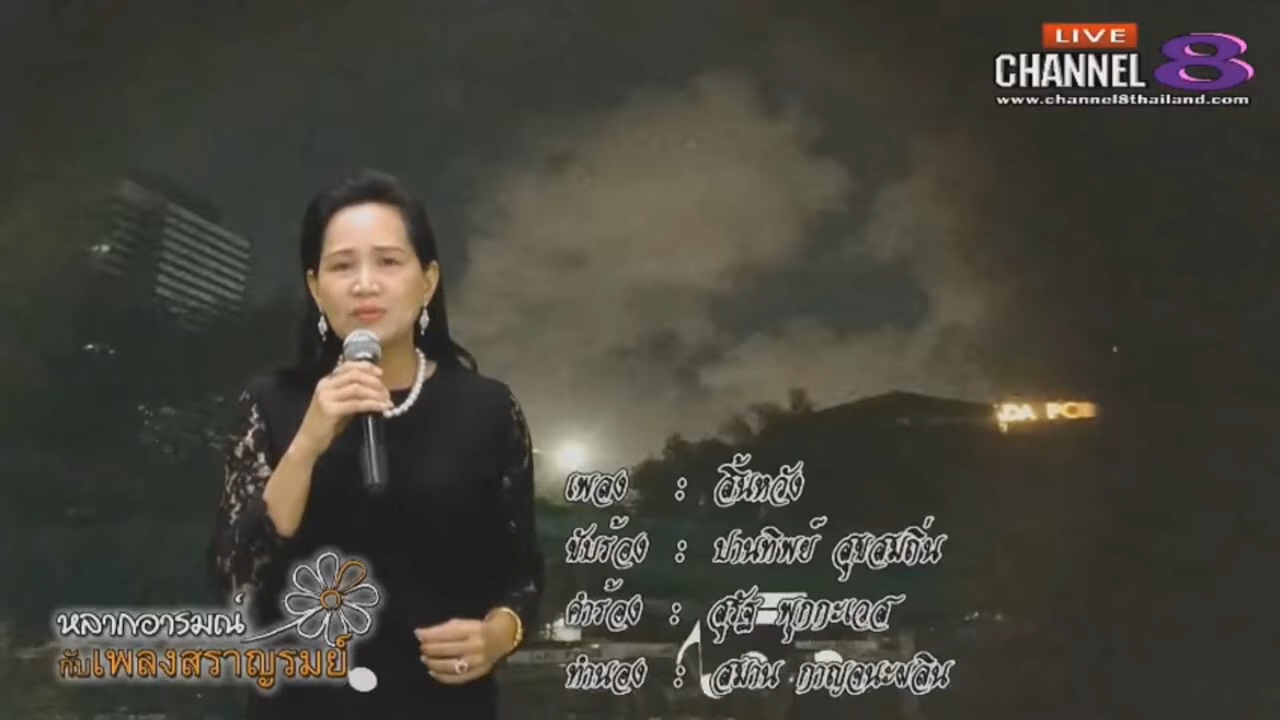 LIVE
CHANNEL 8
www.channel8thailand.com
DA
เพลง : สิ้นหวัง
ขับร้อง : ปานทิพย์ สุขสมถิ่น
คำร้อง : สุรัฐ พุกกะเวส
ทำนอง : สมาน กาญจนะผลิน
หลากอารมณ์
กับเพลงสราญรมย์